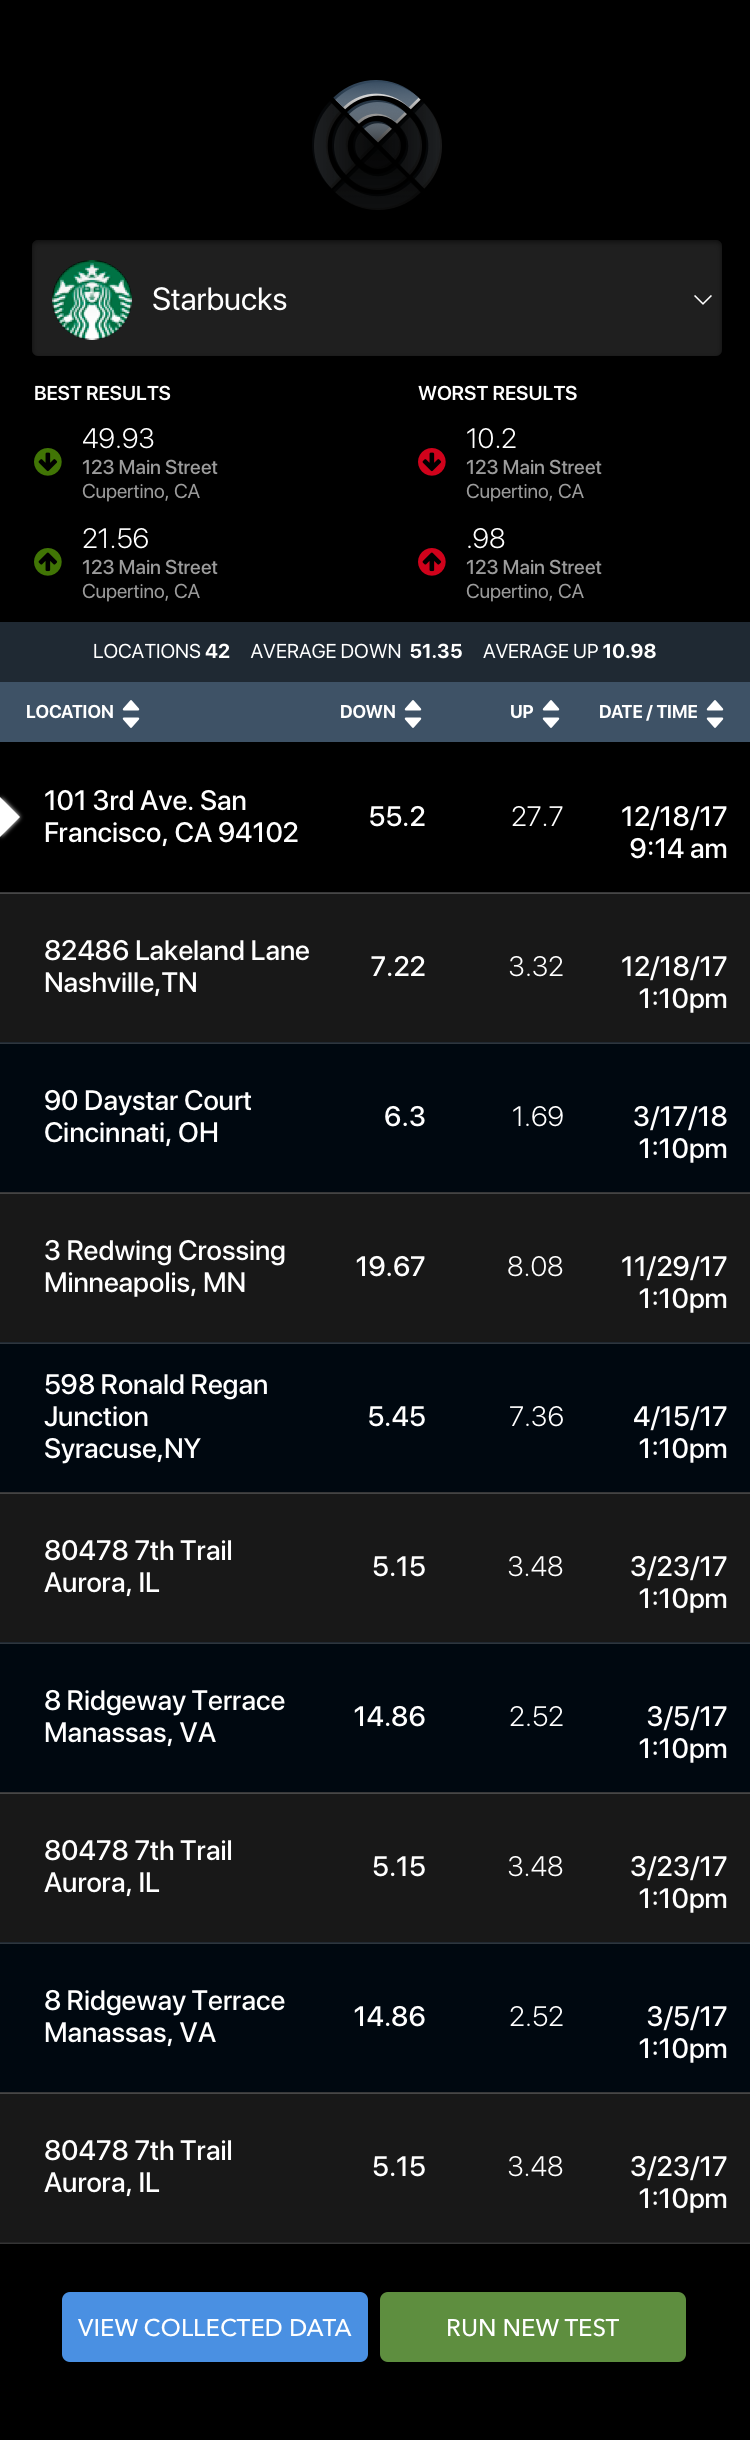 Starbucks
BEST RESULTS
49.93
123 Main Street
Cupertino, CA
21.56
123 Main Street
Cupertino, CA
WORST RESULTS
10.2
123 Main Street
Cupertino, CA
.98
123 Main Street
Cupertino, CA
LOCATIONS 42 AVERAGE DOWN 51.35 AVERAGE UP 10.98
LOCATION DOWN UP DATE / TIME
101 3rd Ave. San
Francisco, CA 94102
55.2
27.7
12/18/17
9:14 am
82486 Lakeland Lane
Nashville,TN
7.22
3.32
12/18/17
1:10pm
90 Daystar Court
Cincinnati, OH
6.3
1.69
3/17/18
1:10pm
3 Redwing Crossing
Minneapolis, MN
19.67
8.08
11/29/17
1:10pm
598 Ronald Regan
Junction
Syracuse,NY
5.45
7.36
4/15/17
1:10pm
80478 7th Trail
Aurora, IL
5.15
3.48
3/23/17
1:10pm
8 Ridgeway Terrace
Manassas, VA
14.86
2.52
3/5/17
1:10pm
80478 7th Trail
Aurora, IL
5.15
3.48
3/23/17
1:10pm
8 Ridgeway Terrace
Manassas, VA
14.86
2.52
3/5/17
1:10pm
80478 7th Trail
Aurora, IL
5.15
3.48
3/23/17
1:10pm
VIEW COLLECTED DATA
RUN NEW TEST